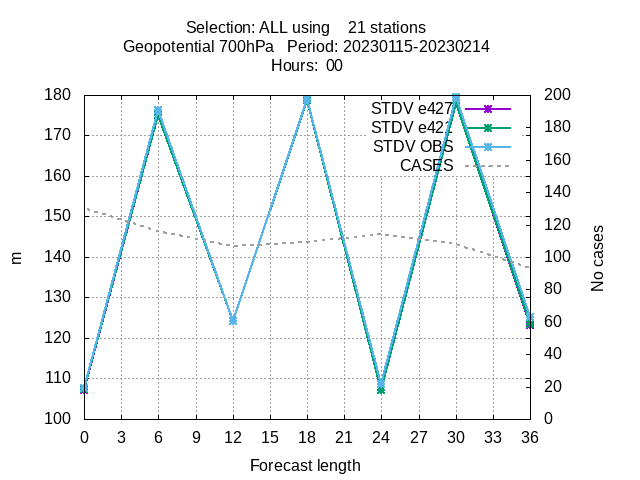 Selection: ALL using 21 stations
Geopotential 700hPa Period: 20230115-20230214
Hours: 00
180 200
STDV e427
170 180
STDV e421
STDV OBS
160 160
CASES
150 140
120
140 100
130 80
120 60
40
110 20
100 0
m
No cases
0 3 6 9 12 15 18 21 24 27 30 33 36
Forecast length